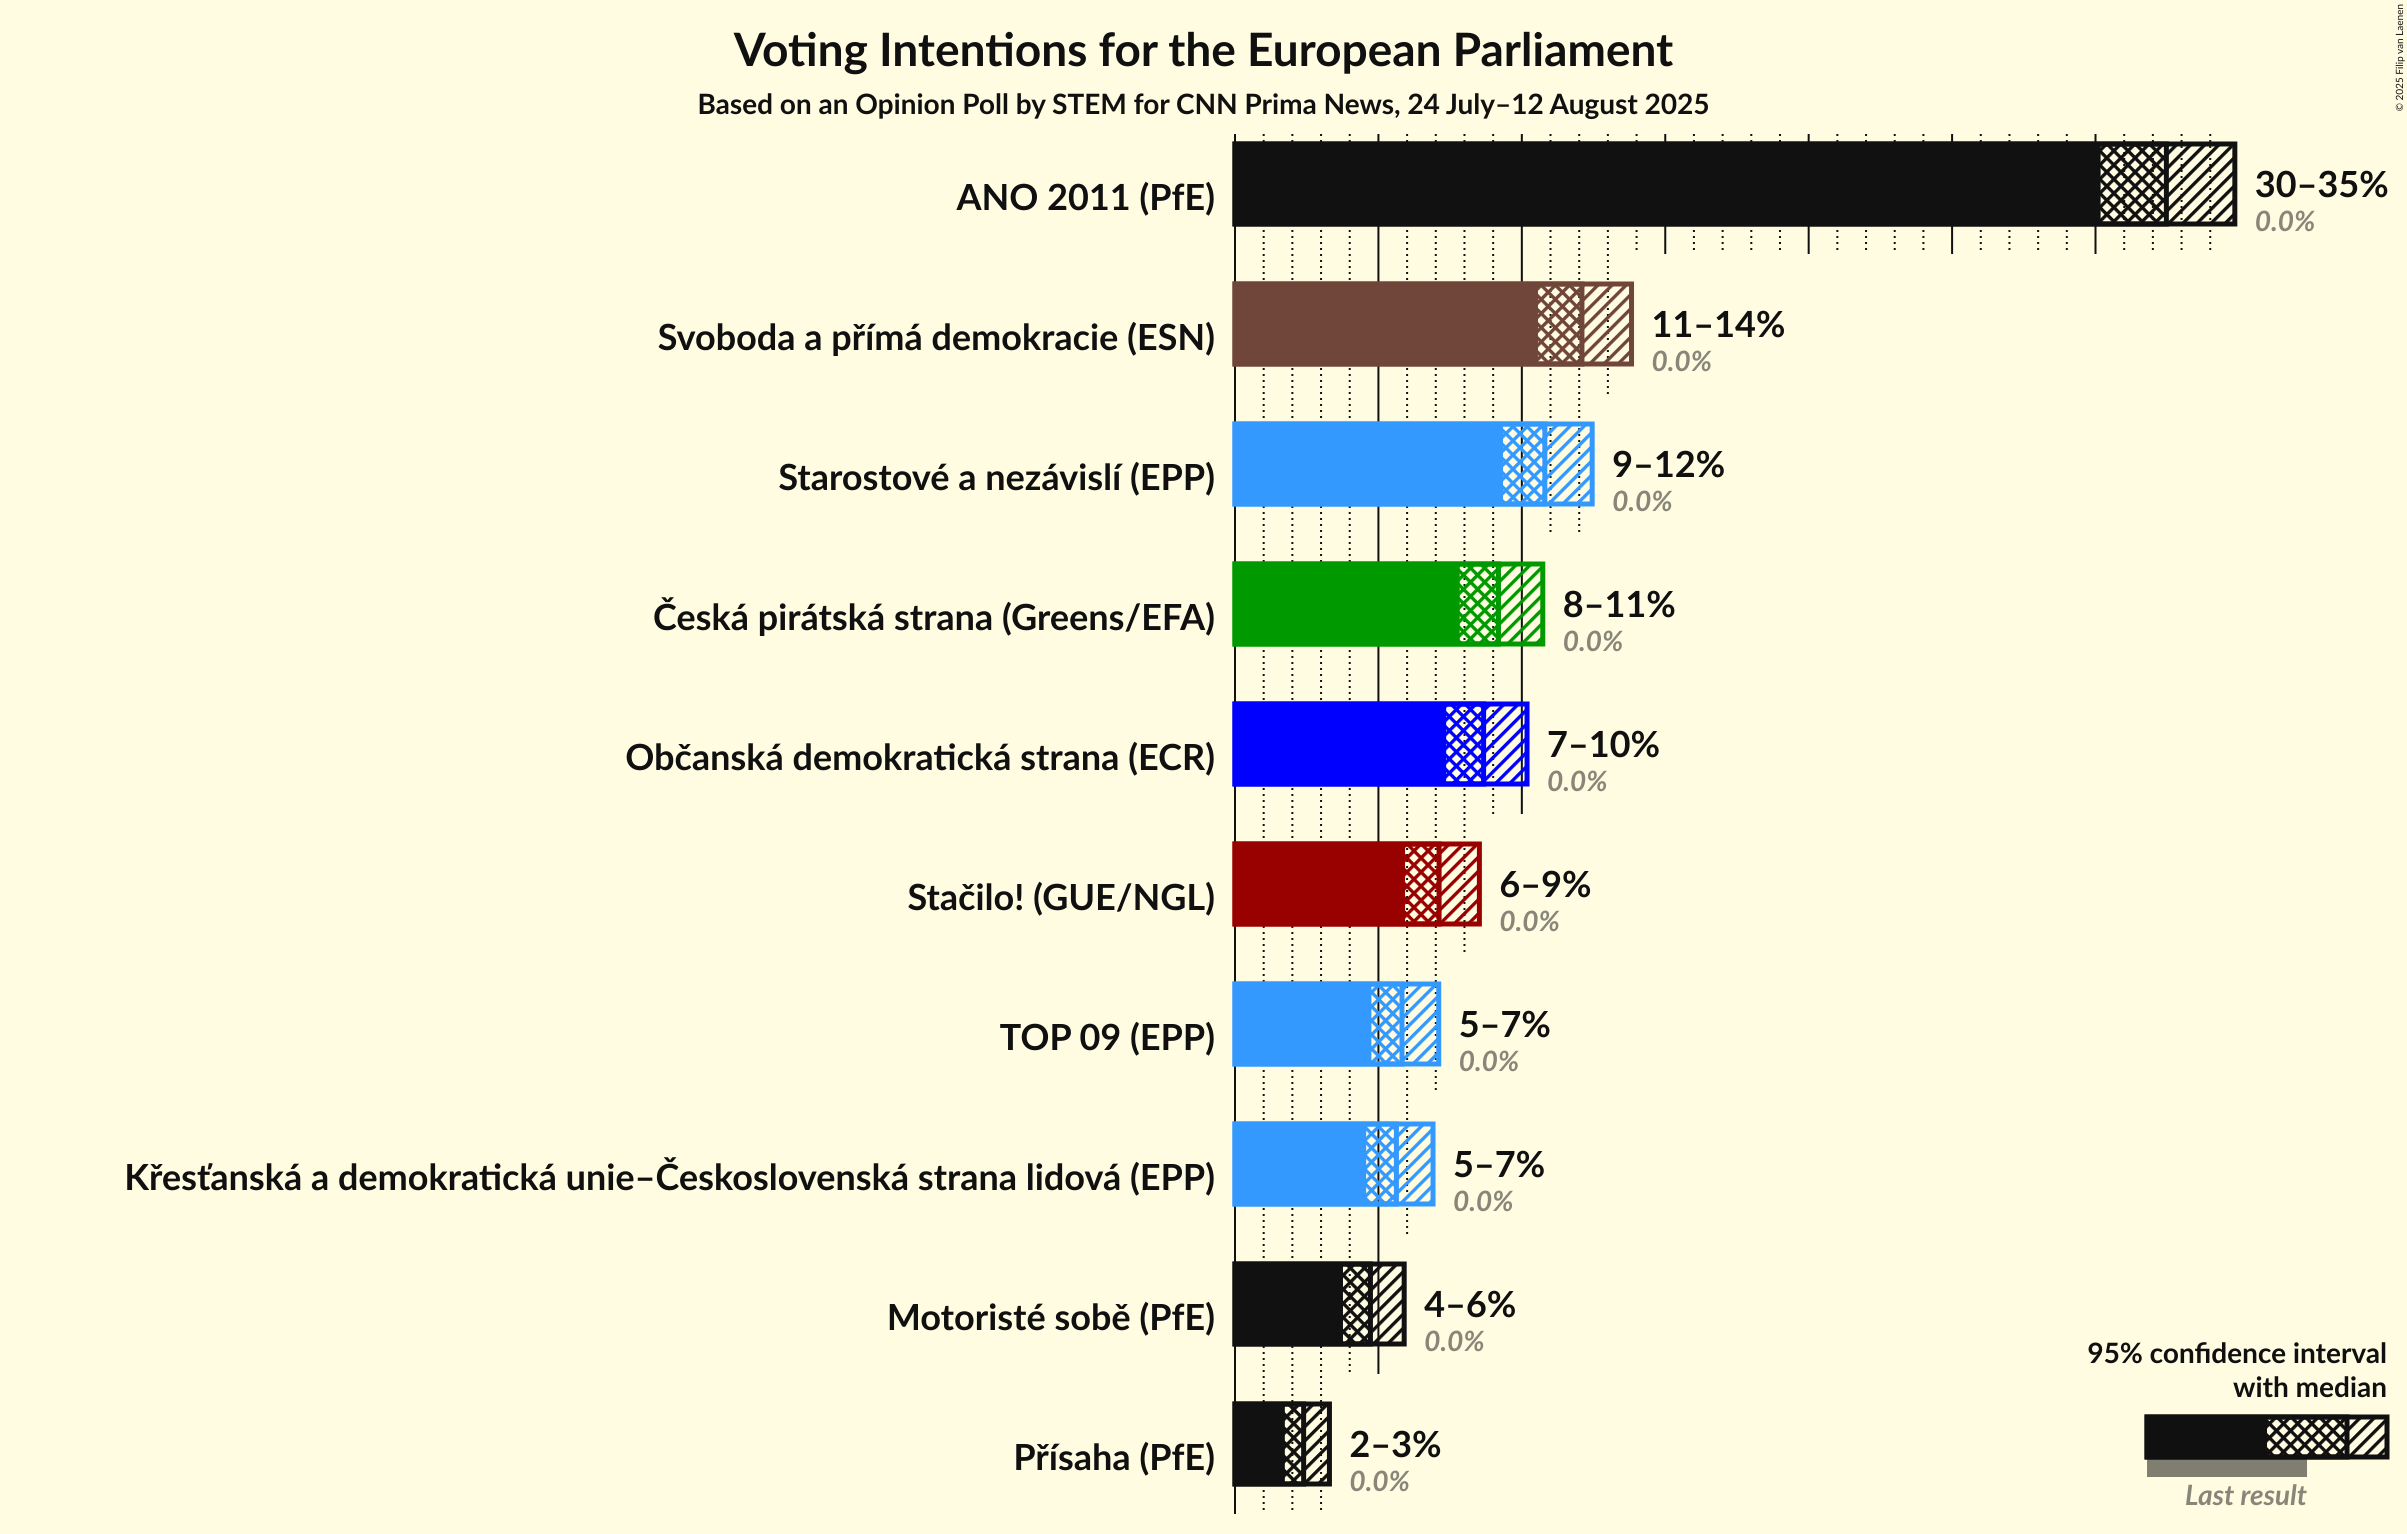 © 2025 Filip van Laenen
Voting Intentions for the European Parliament
Based on an Opinion Poll by STEM for CNN Prima News, 24 July–12 August 2025
ANO 2011 (PfE)
30–35%
0.0%
Svoboda a přímá demokracie (ESN)
11–14%
0.0%
Starostové a nezávislí (EPP)
9–12%
0.0%
Česká pirátská strana (Greens/EFA)
8–11%
0.0%
Občanská demokratická strana (ECR)
7–10%
0.0%
Stačilo! (GUE/NGL)
6–9%
0.0%
TOP 09 (EPP)
5–7%
0.0%
Křesťanská a demokratická unie–Československá strana lidová (EPP)
5–7%
0.0%
Motoristé sobě (PfE)
4–6%
0.0%
Přísaha (PfE)
2–3%
0.0%
95% confidence interval
with median
Last result